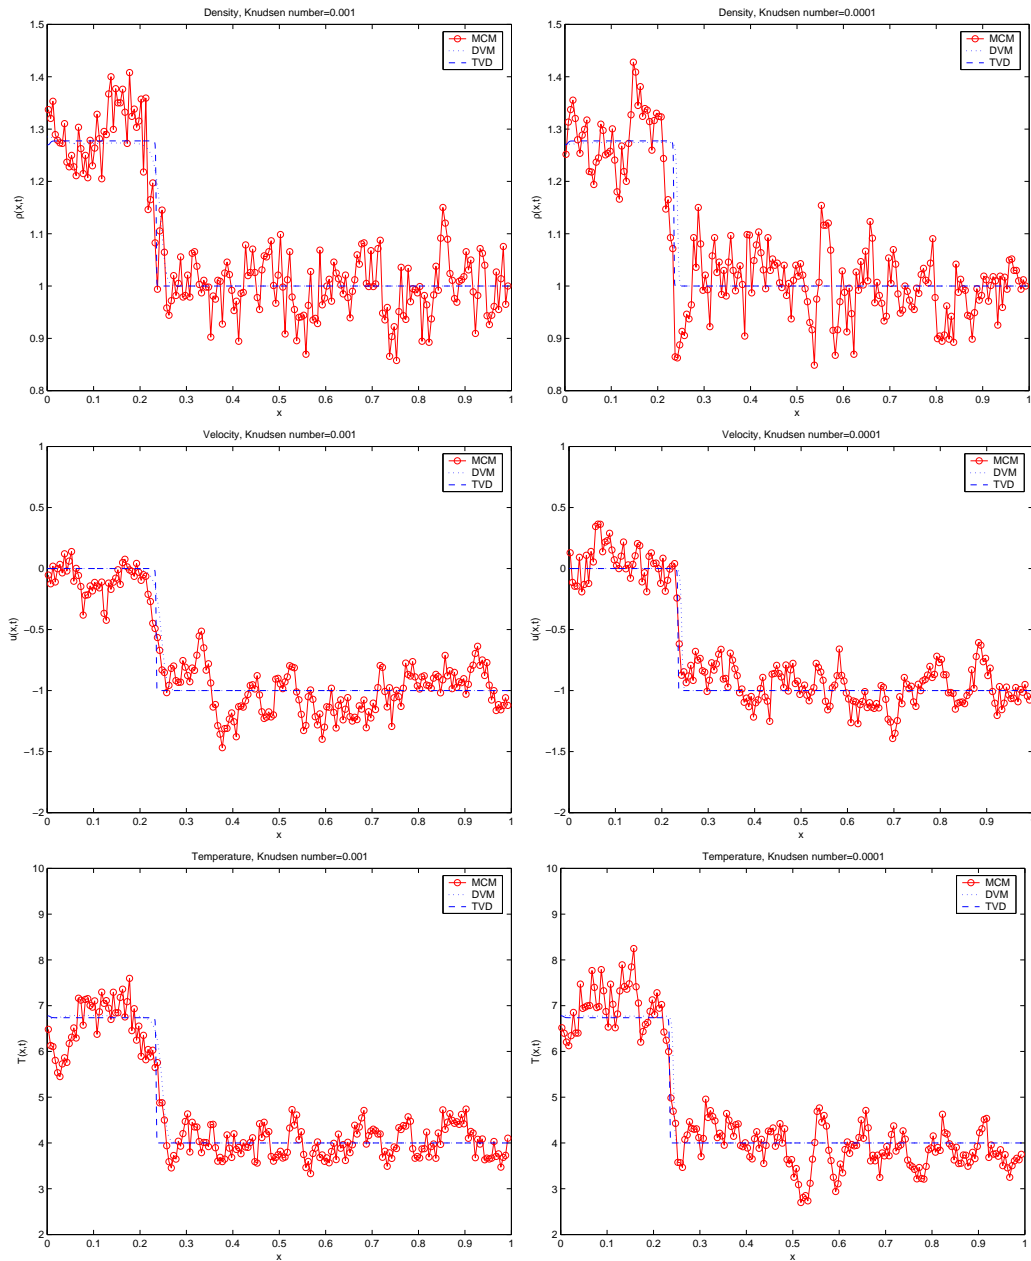 Density, Knudsen number=0.001
MCM
DVM
TVD
1.5
1.4
1.3
1.2
1.1
1
0.9
0.8
ρ(x,t)
0 0.1 0.2 0.3 0.4 0.5 0.6 0.7 0.8 0.9 1
x
Density, Knudsen number=0.0001
MCM
DVM
TVD
1.5
1.4
1.3
1.2
1.1
1
0.9
0.8
ρ(x,t)
0 0.1 0.2 0.3 0.4 0.5 0.6 0.7 0.8 0.9 1
x
Velocity, Knudsen number=0.001
MCM
DVM
TVD
1
0.5
0
−0.5
−1
−1.5
−2
u(x,t)
0 0.1 0.2 0.3 0.4 0.5 0.6 0.7 0.8 0.9 1
x
Velocity, Knudsen number=0.0001
MCM
DVM
TVD
1
0.5
0
−0.5
−1
−1.5
−2
u(x,t)
0 0.1 0.2 0.3 0.4 0.5 0.6 0.7 0.8 0.9
x
Temperature, Knudsen number=0.001
MCM
DVM
TVD
10
9
8
7
6
5
4
3
2
T(x,t)
0 0.1 0.2 0.3 0.4 0.5 0.6 0.7 0.8 0.9 1
x
Temperature, Knudsen number=0.0001
MCM
DVM
TVD
10
9
8
7
6
5
4
3
2
T(x,t)
0 0.1 0.2 0.3 0.4 0.5 0.6 0.7 0.8 0.9 1
x